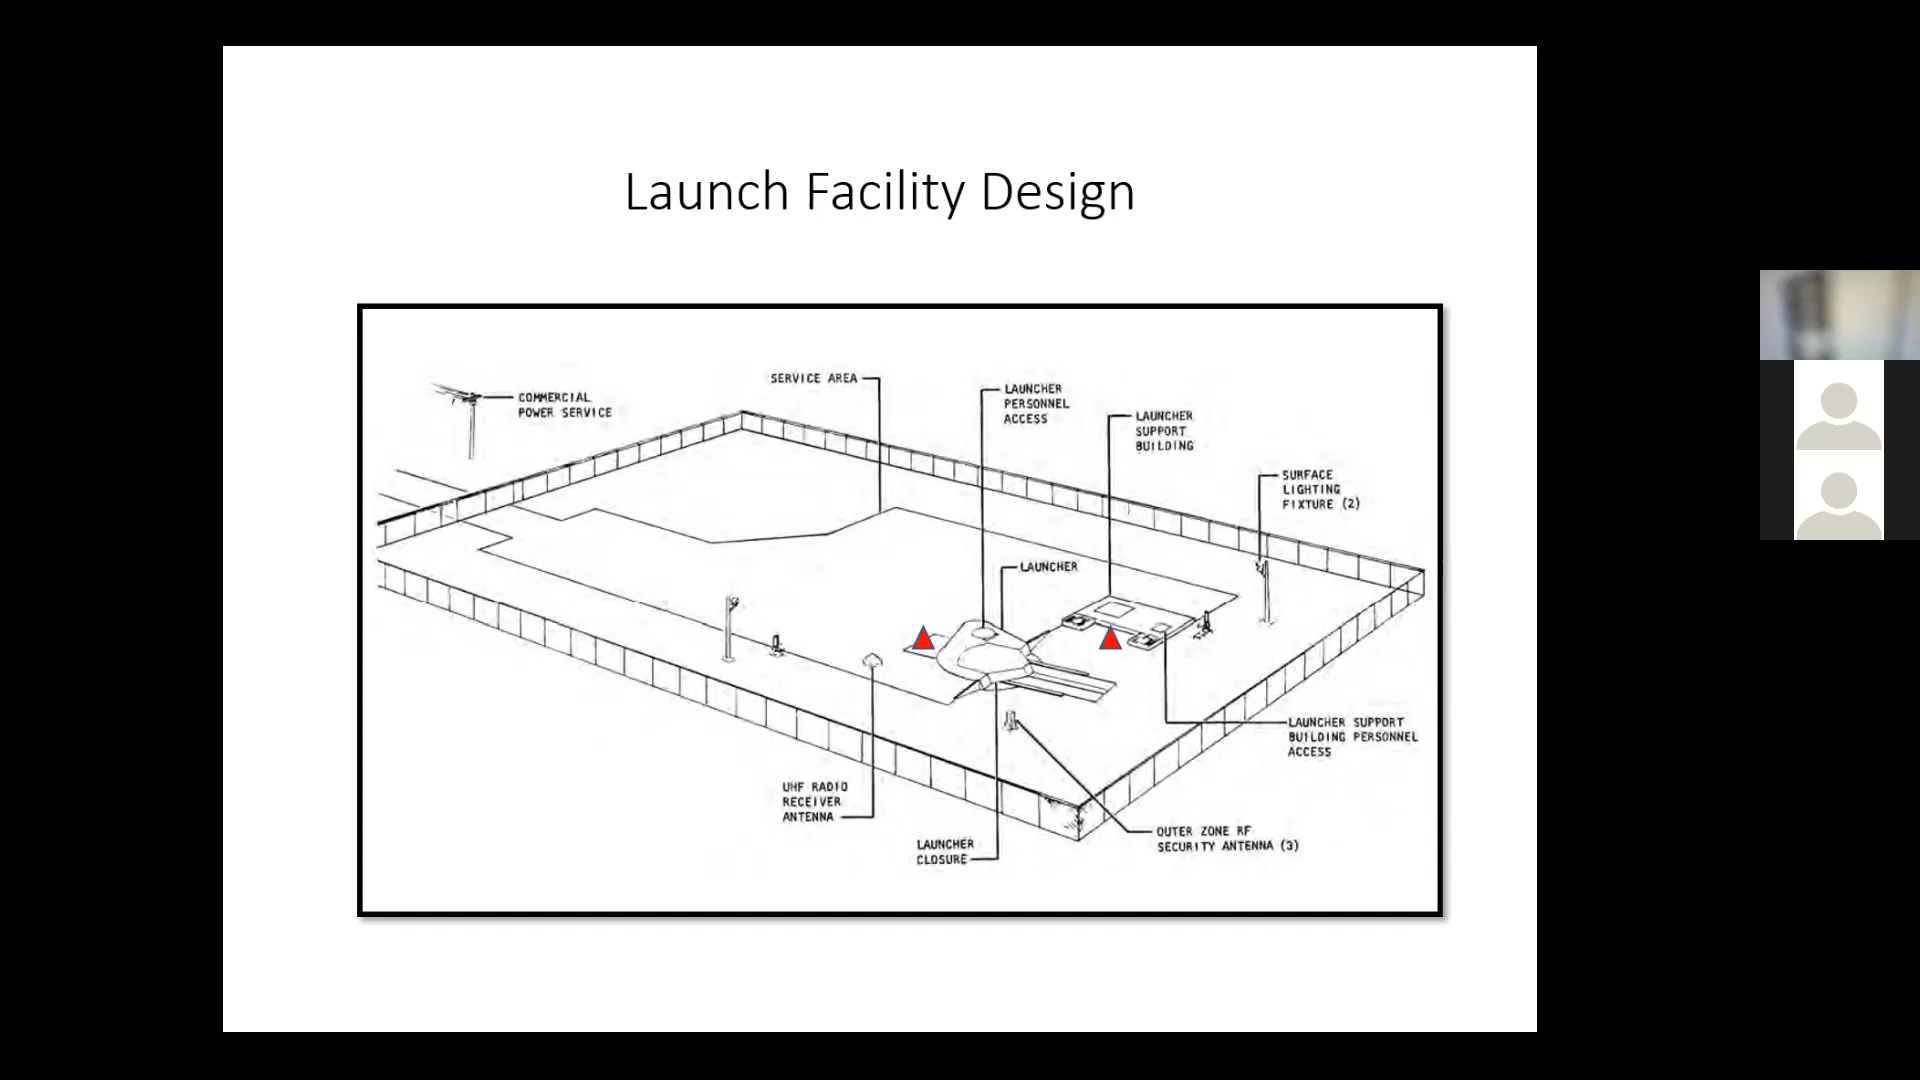 Launch Facility Design
COMMERCIAL
POWER SERVICE
SERVICE AREA
LAUNCHER
PERSONNEL
ACCESS
LAUNCHER
SUPPORT
BUILDING
SURFACE
LIGHTING
FIXTURE (2)
LAUNCHER
LAUNCHER SUPPORT
BUILDING PERSONNEL
ACCESS
UHF RADIO
RECEIVER
ANTENNA
LAUNCHER
CLOSURE
OUTER ZONE RF
SECURITY ANTENNA (3)